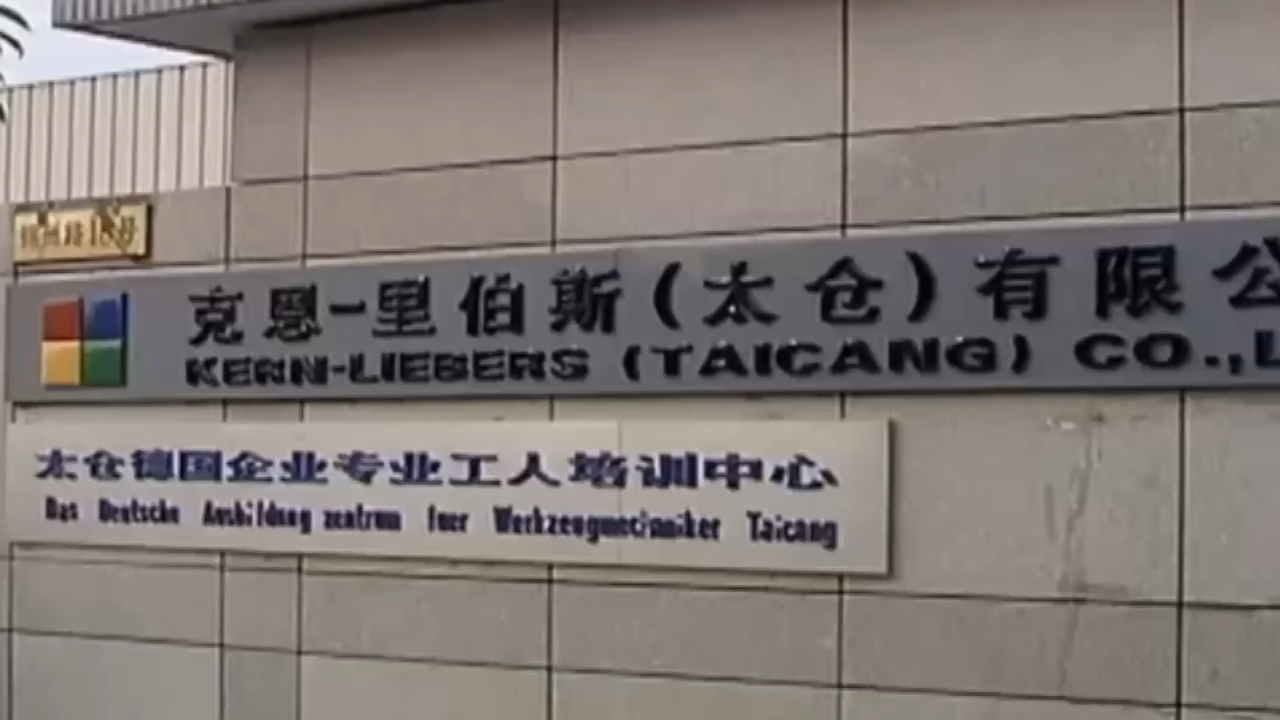 克恩-里伯斯(太仓)有限公
KERN-LIEBERS (TAICANG) CO.,L
太仓德国企业专业工人培训中心
Das Deutsche Ausbildung zentrum fuer Werkzeugmechaniker Taicang